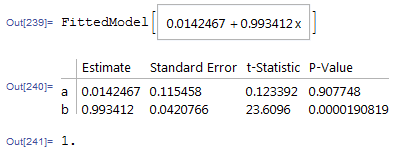 Out[239]= FittedModel[ 0.0142467 + 0.993412 x ]
Estimate Standard Error t-Statistic P-Value
Out[240]= a 0.0142467 0.115458 0.123392 0.907748
b 0.993412 0.0420766 23.6096 0.0000190819
Out[241]= 1.